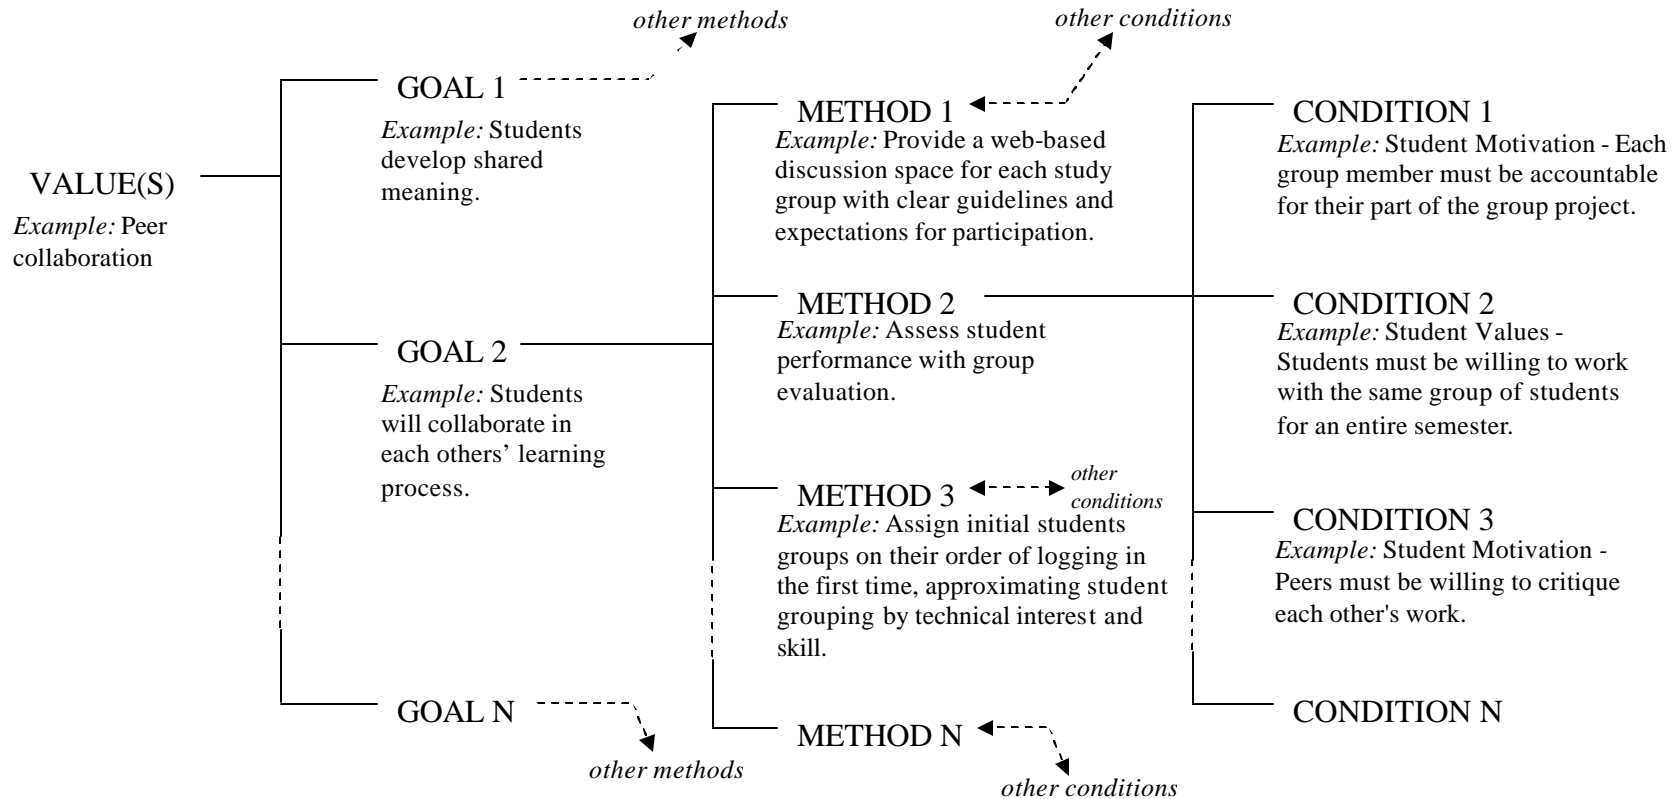 other methods
other conditions
VALUE(S)
Example: Peer
collaboration
GOAL 1
Example: Students
develop shared
meaning.
GOAL 2
Example: Students
will collaborate in
each others’ learning
process.
GOAL N
other methods
METHOD 1
Example: Provide a web-based
discussion space for each study
group with clear guidelines and
expectations for participation.
METHOD 2
Example: Assess student
performance with group
evaluation.
METHOD 3
other
conditions
Example: Assign initial students
groups on their order of logging in
the first time, approximating student
grouping by technical interest and
skill.
METHOD N
other conditions
CONDITION 1
Example: Student Motivation - Each
group member must be accountable
for their part of the group project.
CONDITION 2
Example: Student Values -
Students must be willing to work
with the same group of students
for an entire semester.
CONDITION 3
Example: Student Motivation -
Peers must be willing to critique
each other's work.
CONDITION N